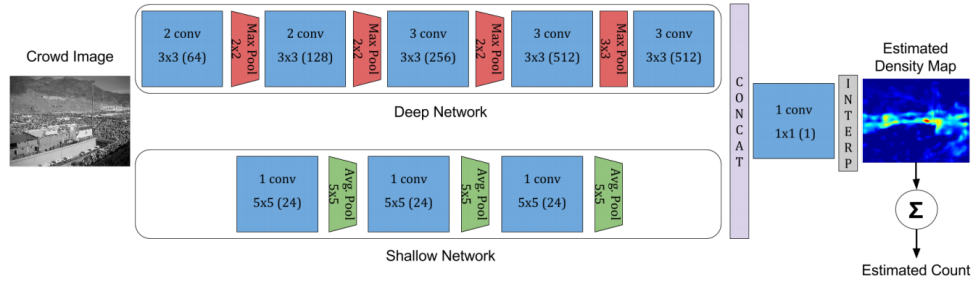 Crowd Image
2 conv
3x3 (64)
Max Pool
2x2
2 conv
3x3 (128)
Max Pool
2x2
3 conv
3x3 (256)
Max Pool
2x2
3 conv
3x3 (512)
Max Pool
3x3
3 conv
3x3 (512)
Deep Network
1 conv
5x5 (24)
Avg. Pool
5x5
1 conv
5x5 (24)
Avg. Pool
5x5
1 conv
5x5 (24)
Avg. Pool
5x5
Shallow Network
CONCAT
1 conv
1x1 (1)
INTERP
Estimated
Density Map
Σ
Estimated Count